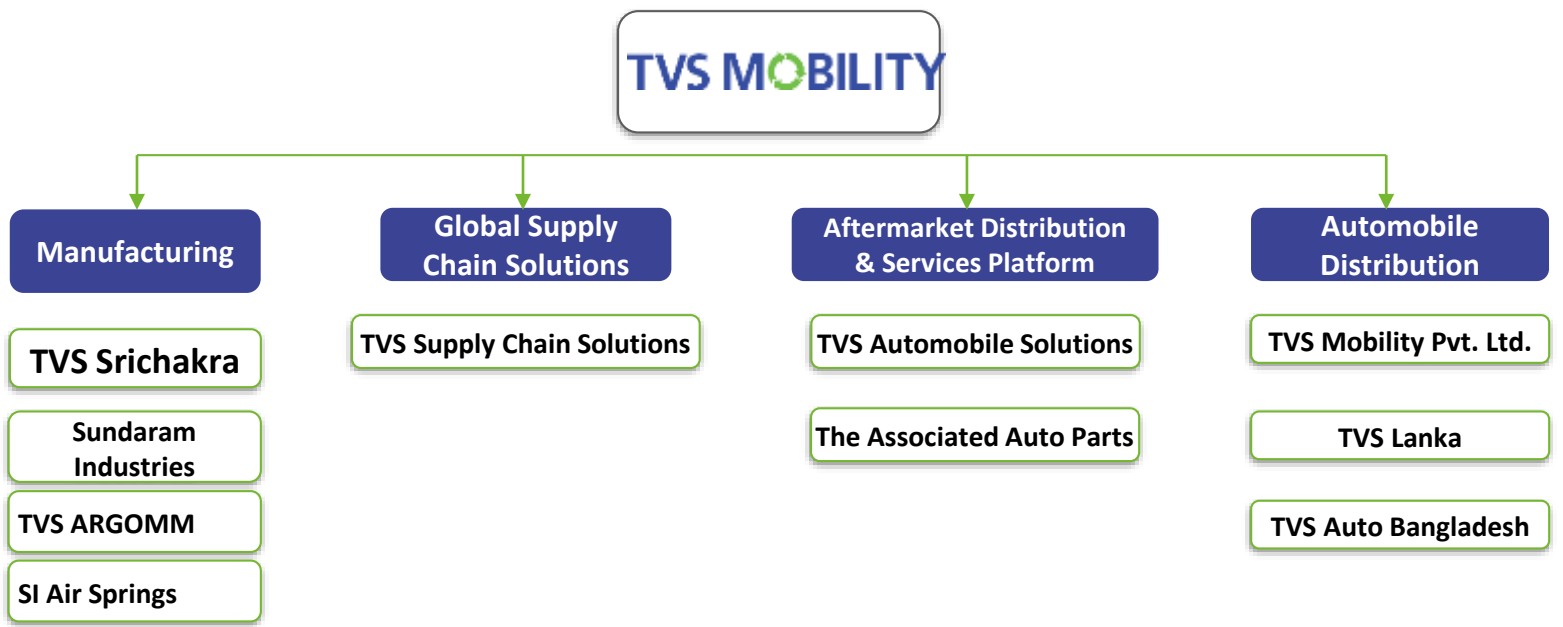 TVS MOBILITY
Manufacturing
Global Supply
Chain Solutions
Aftermarket Distribution
& Services Platform
Automobile
Distribution
TVS Srichakra
Sundaram
Industries
TVS ARGOMM
SI Air Springs
TVS Supply Chain Solutions
TVS Automobile Solutions
The Associated Auto Parts
TVS Mobility Pvt. Ltd.
TVS Lanka
TVS Auto Bangladesh